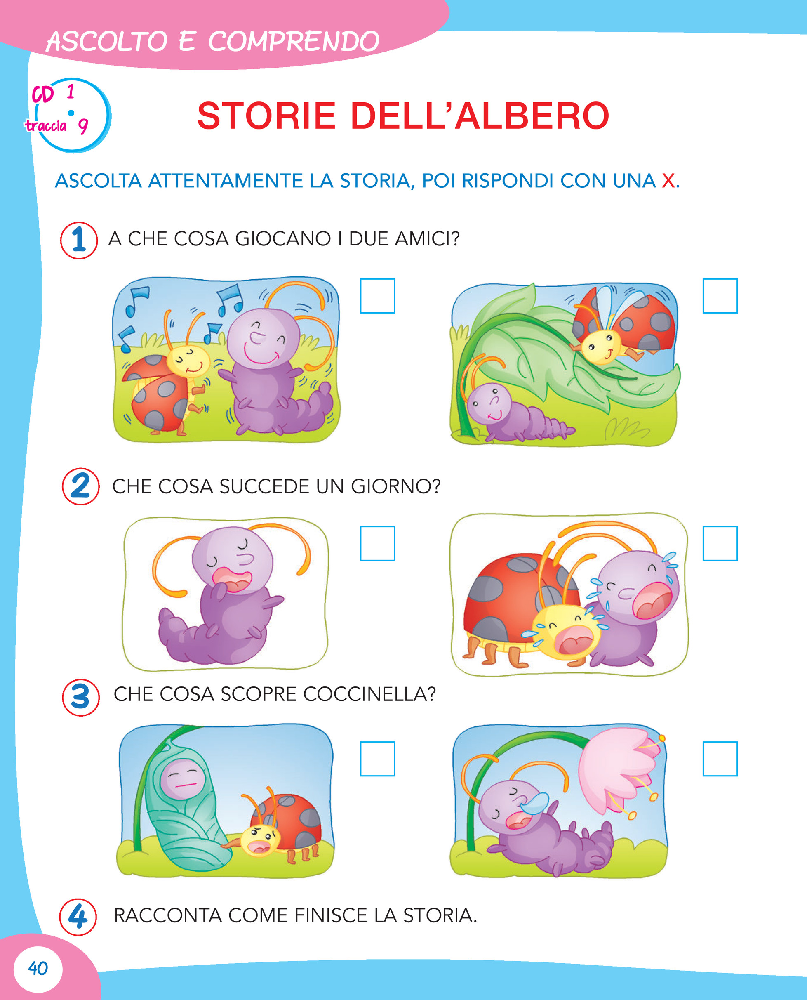 ASCOLTO E COMPRENDO
CD 1
traccia 9
STORIE DELL’ALBERO
ASCOLTA ATTENTAMENTE LA STORIA, POI RISPONDI CON UNA X.
1 A CHE COSA GIOCANO I DUE AMICI?
2 CHE COSA SUCCEDE UN GIORNO?
3 CHE COSA SCOPRE COCCINELLA?
4 RACCONTA COME FINISCE LA STORIA.
40